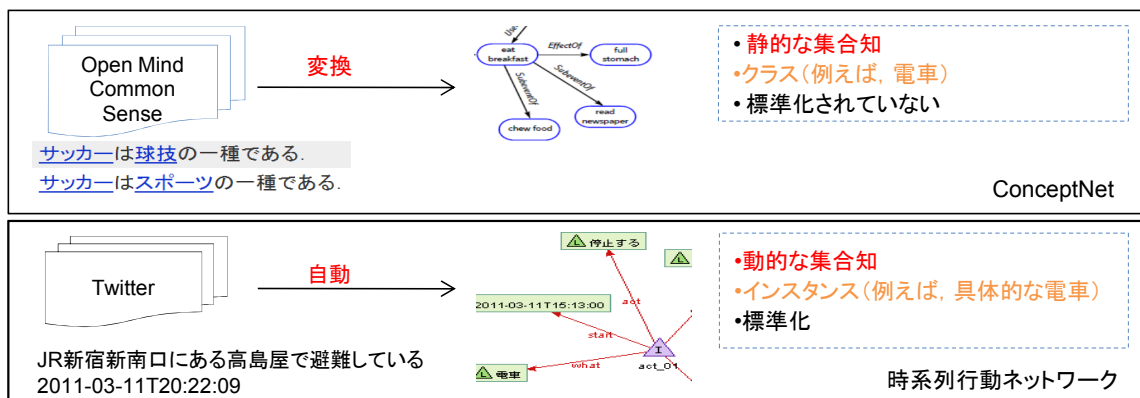 Open Mind
Common
Sense
変換
サッカーは球技の一種である.
サッカーはスポーツの一種である.
eat
breakfast
EffectOf
full
stomach
SubeventOf
SubeventOf
chew food
read
newspaper
• 静的な集合知
•クラス(例えば, 電車)
• 標準化されていない
ConceptNet
Twitter
自動
JR新宿新南口にある高島屋で避難している
2011-03-11T20:22:09
L 停止する
L
2011-03-11T15:13:00
act
start
what
L 電車
I
act_01
•動的な集合知
•インスタンス(例えば, 具体的な電車)
•標準化
時系列行動ネットワーク